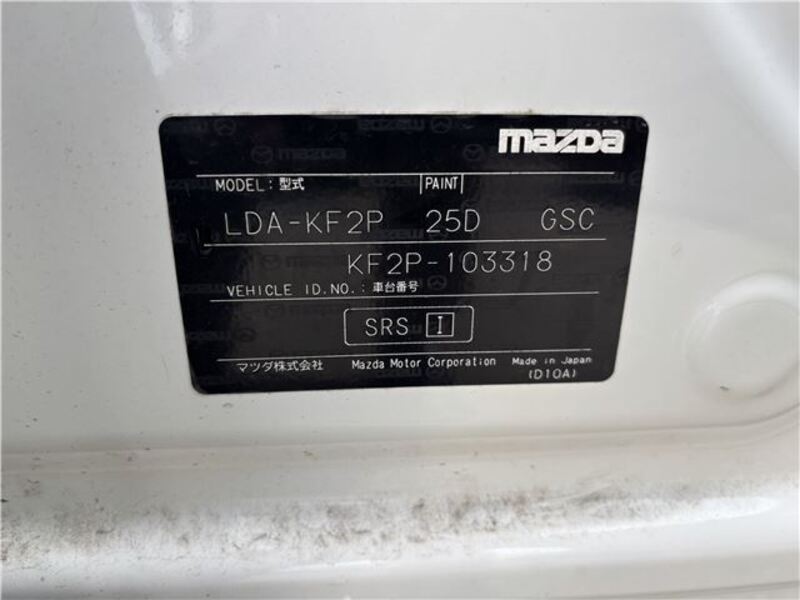 mazda
MODEL: 型式 PAINT
LDA-KF2P 25D GSC
KF2P-103318
VEHICLE ID.NO.: 車台番号
SRS I
マツダ株式会社 Mazda Motor Corporation Made in Japan
(D10A)